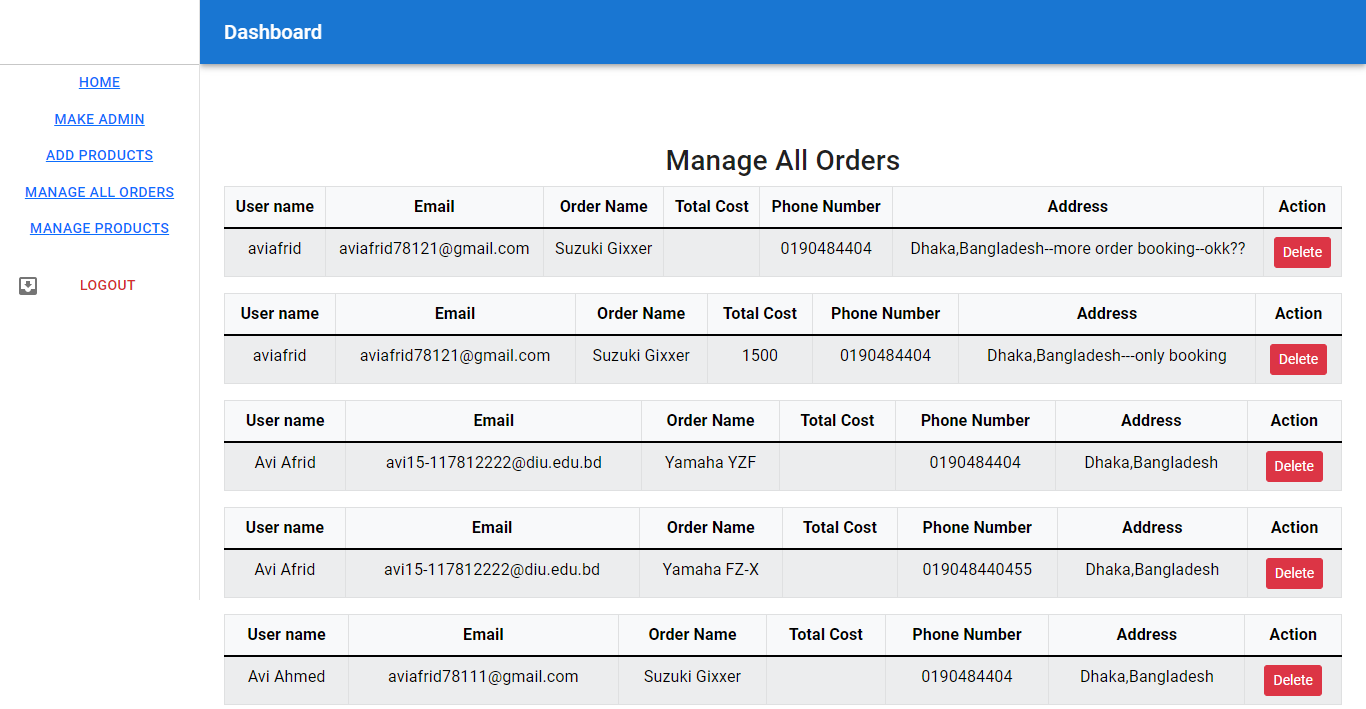 Dashboard
HOME
MAKE ADMIN
ADD PRODUCTS
MANAGE ALL ORDERS
MANAGE PRODUCTS
LOGOUT
Manage All Orders
User name Email Order Name Total Cost Phone Number Address Action
aviafrid aviafrid78121@gmail.com Suzuki Gixxer 0190484404 Dhaka,Bangladesh--more order booking--okk?? Delete
User name Email Order Name Total Cost Phone Number Address Action
aviafrid aviafrid78121@gmail.com Suzuki Gixxer 1500 0190484404 Dhaka,Bangladesh---only booking Delete
User name Email Order Name Total Cost Phone Number Address Action
Avi Afrid avi15-117812222@diu.edu.bd Yamaha YZF 0190484404 Dhaka,Bangladesh Delete
User name Email Order Name Total Cost Phone Number Address Action
Avi Afrid avi15-117812222@diu.edu.bd Yamaha FZ-X 019048440455 Dhaka,Bangladesh Delete
User name Email Order Name Total Cost Phone Number Address Action
Avi Ahmed aviafrid78111@gmail.com Suzuki Gixxer 0190484404 Dhaka,Bangladesh Delete